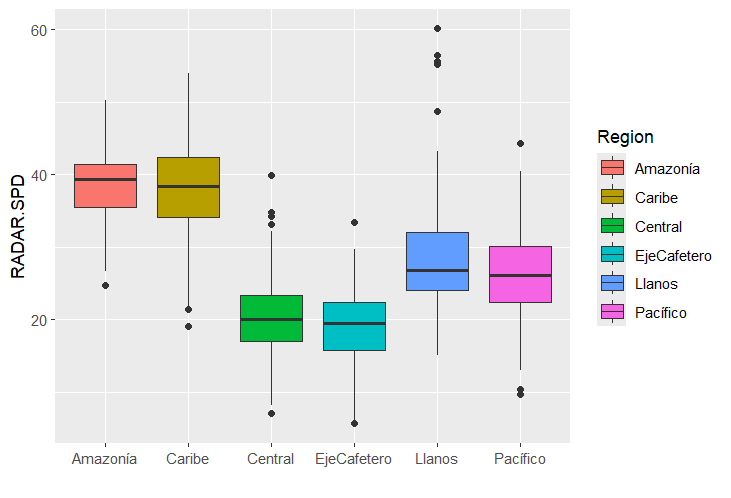 RADAR.SPD
60
40
20
Amazonía
Caribe
Central
EjeCafetero
Llanos
Pacífico
Region
Amazonía
Caribe
Central
EjeCafetero
Llanos
Pacífico